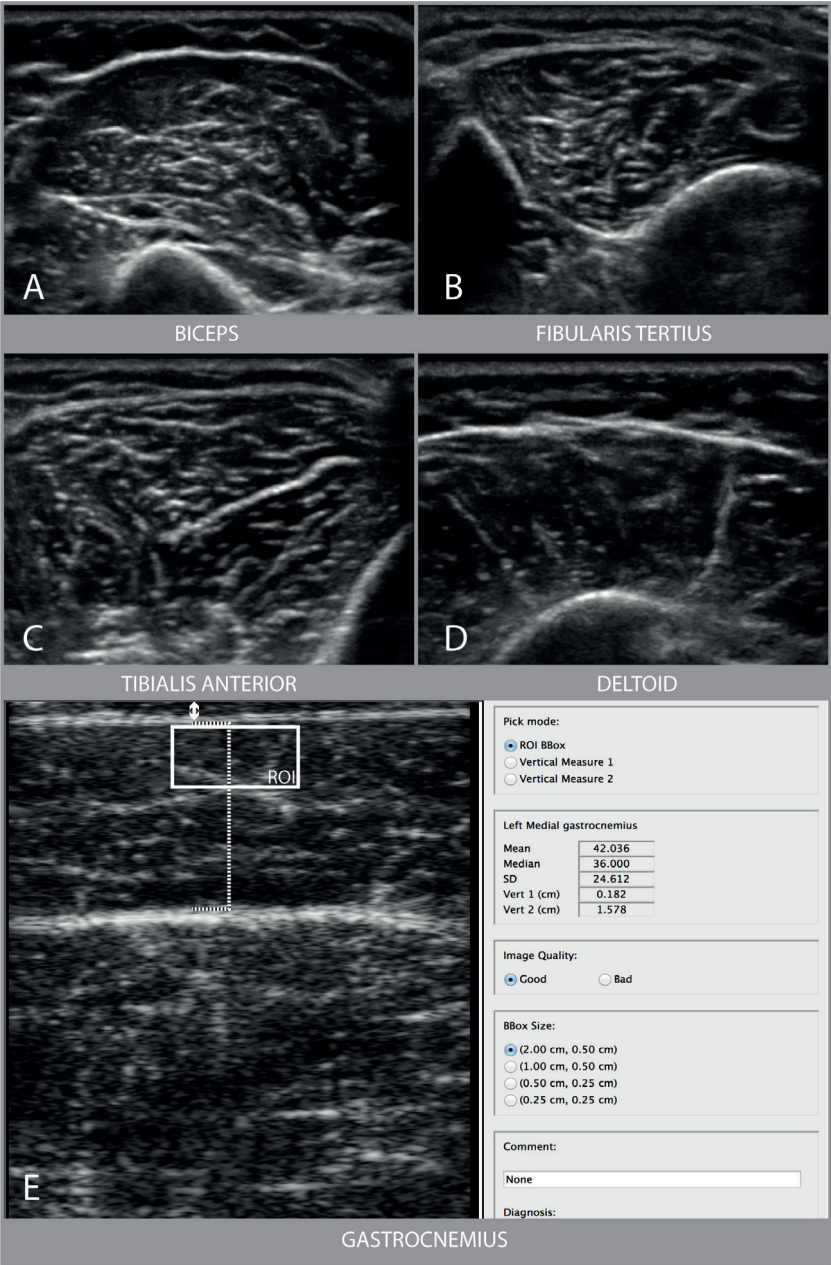 A
B
BICEPS
FIBULARIS TERTIUS
C
D
TIBIALIS ANTERIOR
DELTOID
ROI
E
Pick mode:
ROI BBox
Vertical Measure 1
Vertical Measure 2
Left Medial gastrocnemius
Mean 42.036
Median 36.000
SD 24.612
Vert 1 (cm) 0.182
Vert 2 (cm) 1.578
Image Quality:
Good Bad
BBox Size:
(2.00 cm, 0.50 cm)
(1.00 cm, 0.50 cm)
(0.50 cm, 0.25 cm)
(0.25 cm, 0.25 cm)
Comment:
None
Diagnosis:
GASTROCNEMIUS